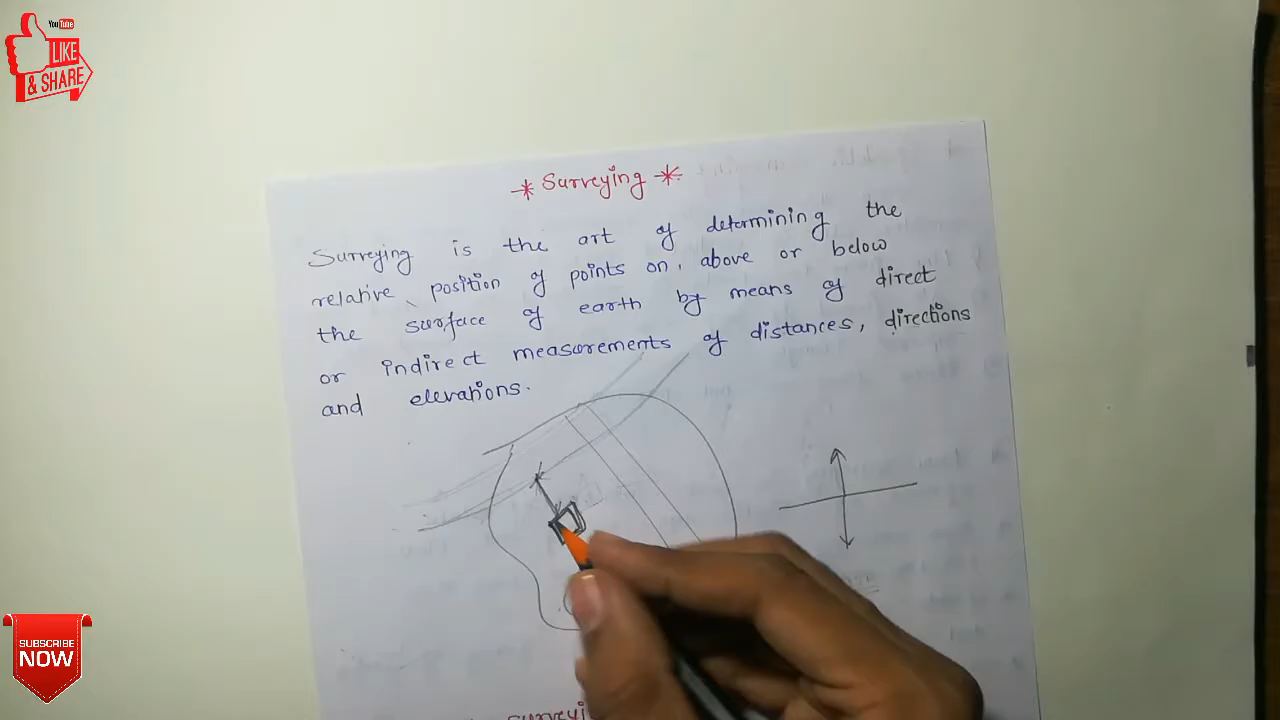 YouTube
LIKE
& SHARE
* Surveying *
Surveying is the art of determining the
relative position of points on, above or below
the surface of earth by means of direct
or indirect measurements of distances, directions
and elevations.
SUBSCRIBE
NOW